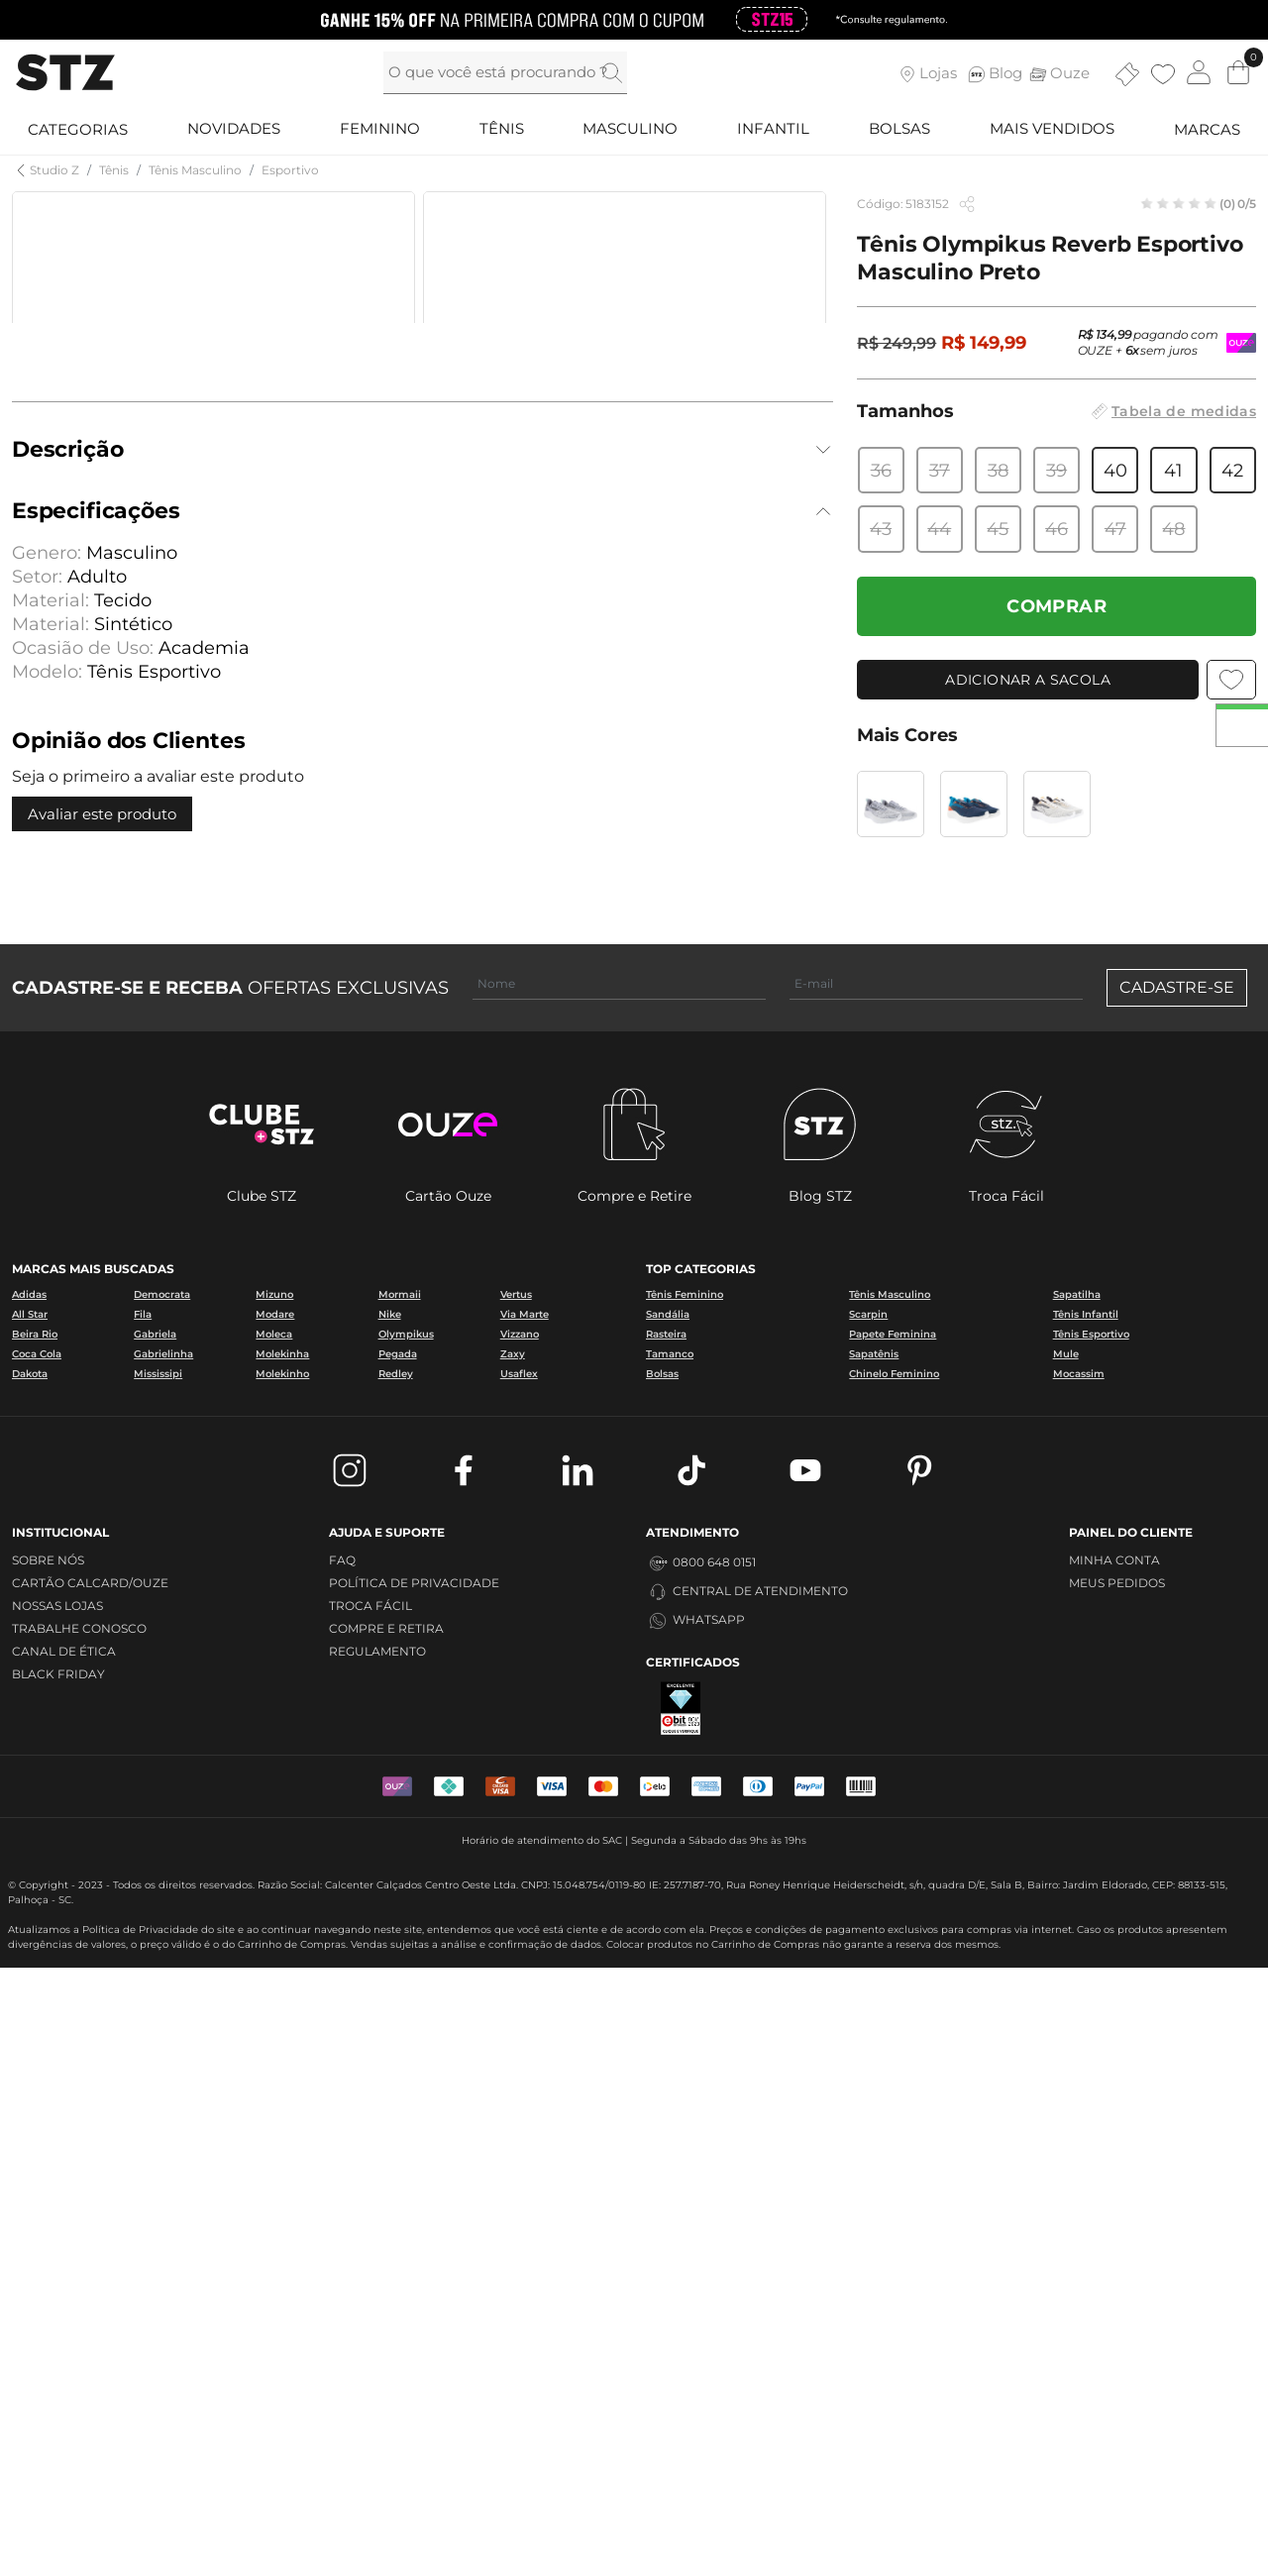 GANHE 15% OFF NA PRIMEIRA COMPRA COM O CUPOM STZ15 *Consulte regulamento.
STZ
O que você está procurando ?
Lojas Blog Ouze 0
CATEGORIAS NOVIDADES FEMININO TÊNIS MASCULINO INFANTIL BOLSAS MAIS VENDIDOS MARCAS
Studio Z / Tênis / Tênis Masculino / Esportivo
Código: 5183152 (0) 0/5
Tênis Olympikus Reverb Esportivo
Masculino Preto
R$ 249,99 R$ 149,99
R$ 134,99 pagando com
OUZE + 6x sem juros
OUZE
Tamanhos Tabela de medidas
36 37 38 39 40 41 42
43 44 45 46 47 48
COMPRAR
ADICIONAR A SACOLA
Mais Cores
Descrição
Especificações
Genero: Masculino
Setor: Adulto
Material: Tecido
Material: Sintético
Ocasião de Uso: Academia
Modelo: Tênis Esportivo
Opinião dos Clientes
Seja o primeiro a avaliar este produto
Avaliar este produto
CADASTRE-SE E RECEBA OFERTAS EXCLUSIVAS Nome E-mail CADASTRE-SE
CLUBE + STZ ouze STZ stz.
Clube STZ Cartão Ouze Compre e Retire Blog STZ Troca Fácil
MARCAS MAIS BUSCADAS TOP CATEGORIAS
Adidas Democrata Mizuno Mormaii Vertus Tênis Feminino Tênis Masculino Sapatilha
All Star Fila Modare Nike Via Marte Sandália Scarpin Tênis Infantil
Beira Rio Gabriela Moleca Olympikus Vizzano Rasteira Papete Feminina Tênis Esportivo
Coca Cola Gabrielinha Molekinha Pegada Zaxy Tamanco Sapatênis Mule
Dakota Mississipi Molekinho Redley Usaflex Bolsas Chinelo Feminino Mocassim
INSTITUCIONAL
SOBRE NÓS
CARTÃO CALCARD/OUZE
NOSSAS LOJAS
TRABALHE CONOSCO
CANAL DE ÉTICA
BLACK FRIDAY
AJUDA E SUPORTE
FAQ
POLÍTICA DE PRIVACIDADE
TROCA FÁCIL
COMPRE E RETIRA
REGULAMENTO
ATENDIMENTO
0800 648 0151
CENTRAL DE ATENDIMENTO
WHATSAPP
CERTIFICADOS
EXCELENTE
ebit
PAINEL DO CLIENTE
MINHA CONTA
MEUS PEDIDOS
OUZE VISA VISA elo PayPal
Horário de atendimento do SAC | Segunda a Sábado das 9hs às 19hs
© Copyright - 2023 - Todos os direitos reservados. Razão Social: Calcenter Calçados Centro Oeste Ltda. CNPJ: 15.048.754/0119-80 IE: 257.7187-70, Rua Roney Henrique Heiderscheidt, s/n, quadra D/E, Sala B, Bairro: Jardim Eldorado, CEP: 88133-515,
Palhoça - SC.
Atualizamos a Política de Privacidade do site e ao continuar navegando neste site, entendemos que você está ciente e de acordo com ela. Preços e condições de pagamento exclusivos para compras via internet. Caso os produtos apresentem
divergências de valores, o preço válido é o do Carrinho de Compras. Vendas sujeitas a análise e confirmação de dados. Colocar produtos no Carrinho de Compras não garante a reserva dos mesmos.